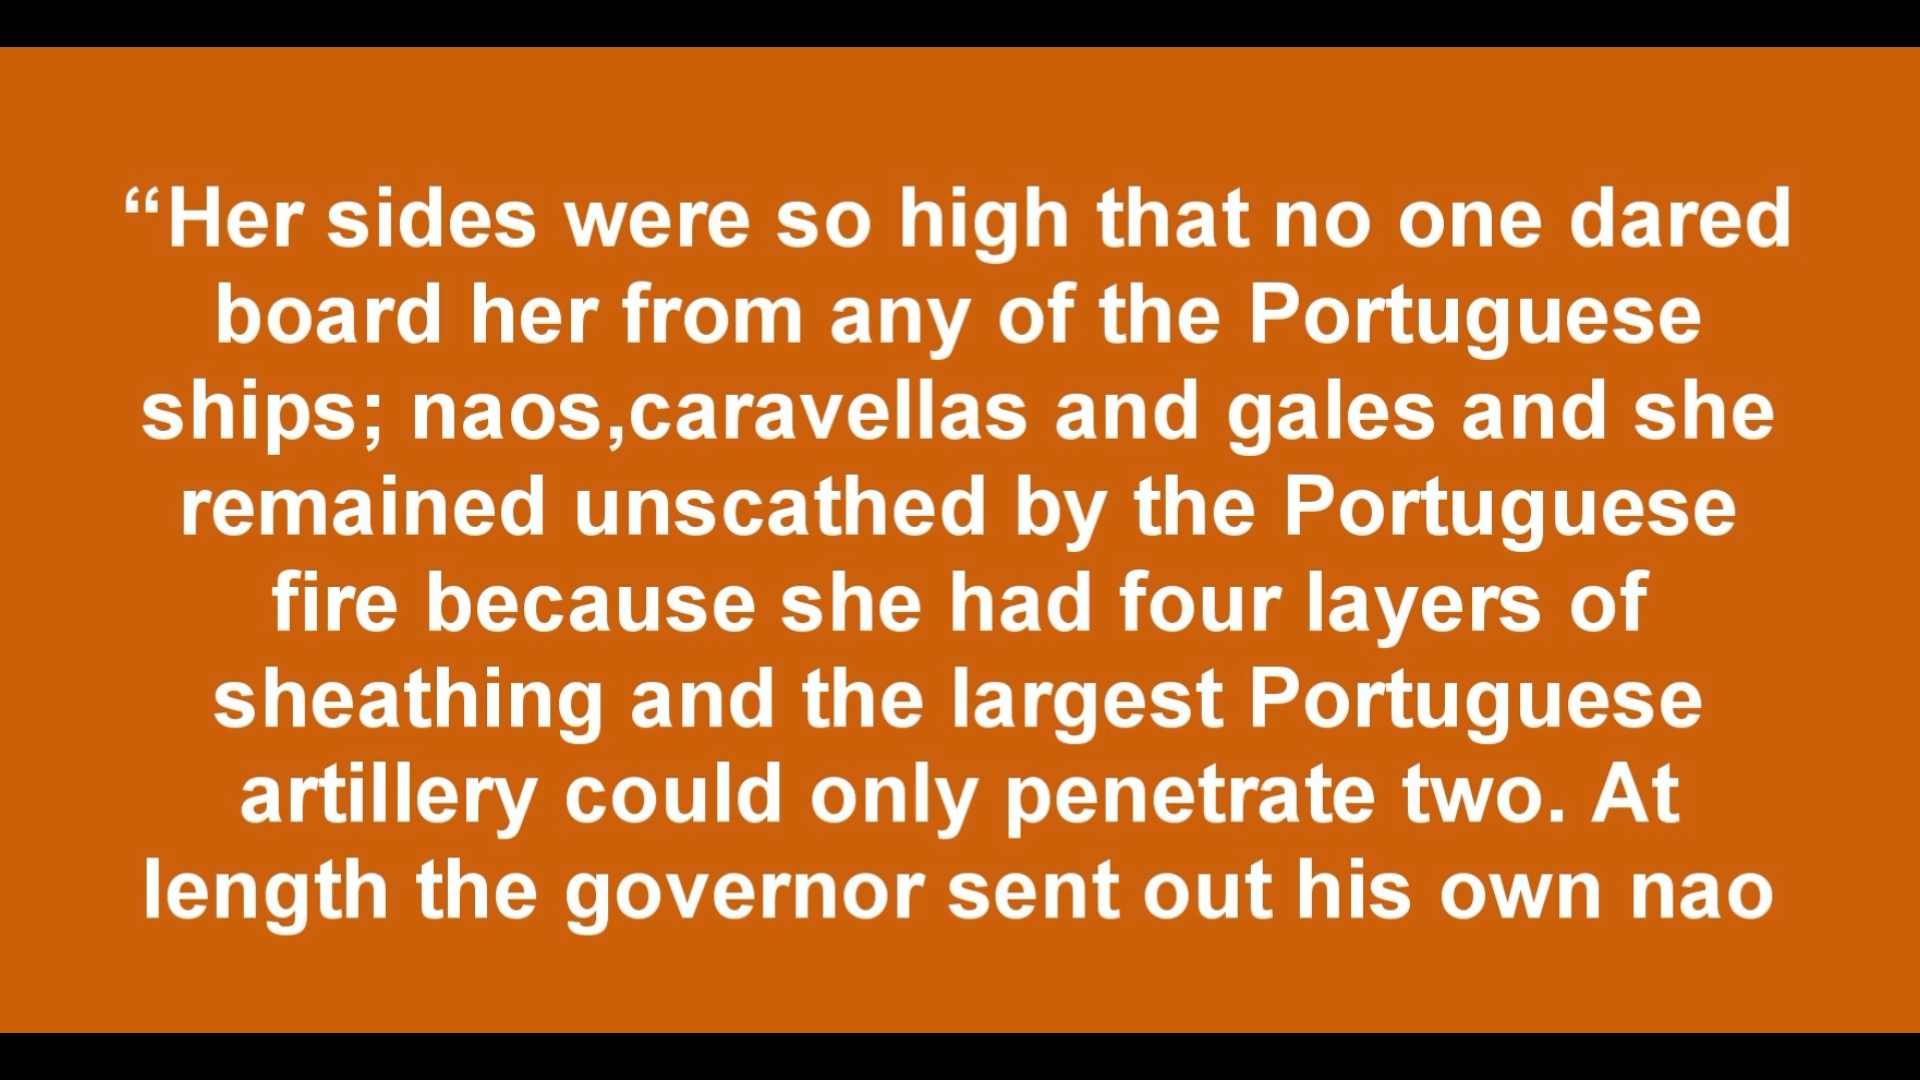 “Her sides were so high that no one dared
board her from any of the Portuguese
ships; naos,caravellas and gales and she
remained unscathed by the Portuguese
fire because she had four layers of
sheathing and the largest Portuguese
artillery could only penetrate two. At
length the governor sent out his own nao